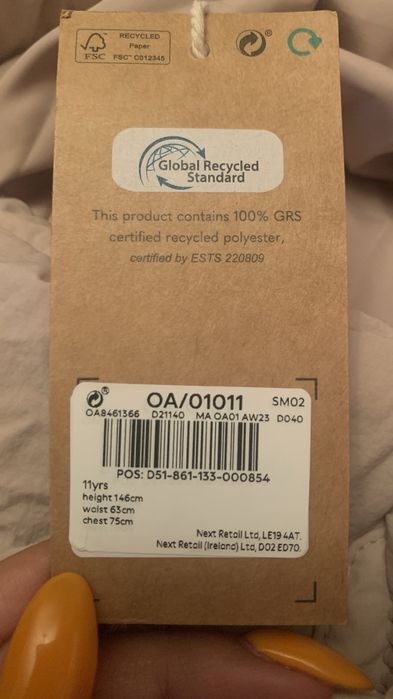 RECYCLED
Paper
FSC
FSC™ C012345
®
Global Recycled
Standard
This product contains 100% GRS
certified recycled polyester,
certified by ESTS 220809
® OA/01011 SM02
OA8461366 D21140 MA OA01 AW23 D040
POS: D51-861-133-000854
11yrs
height 146cm
waist 63cm
chest 75cm
Next Retail Ltd, LE19 4AT.
Next Retail (Ireland) Ltd, D02 ED70.